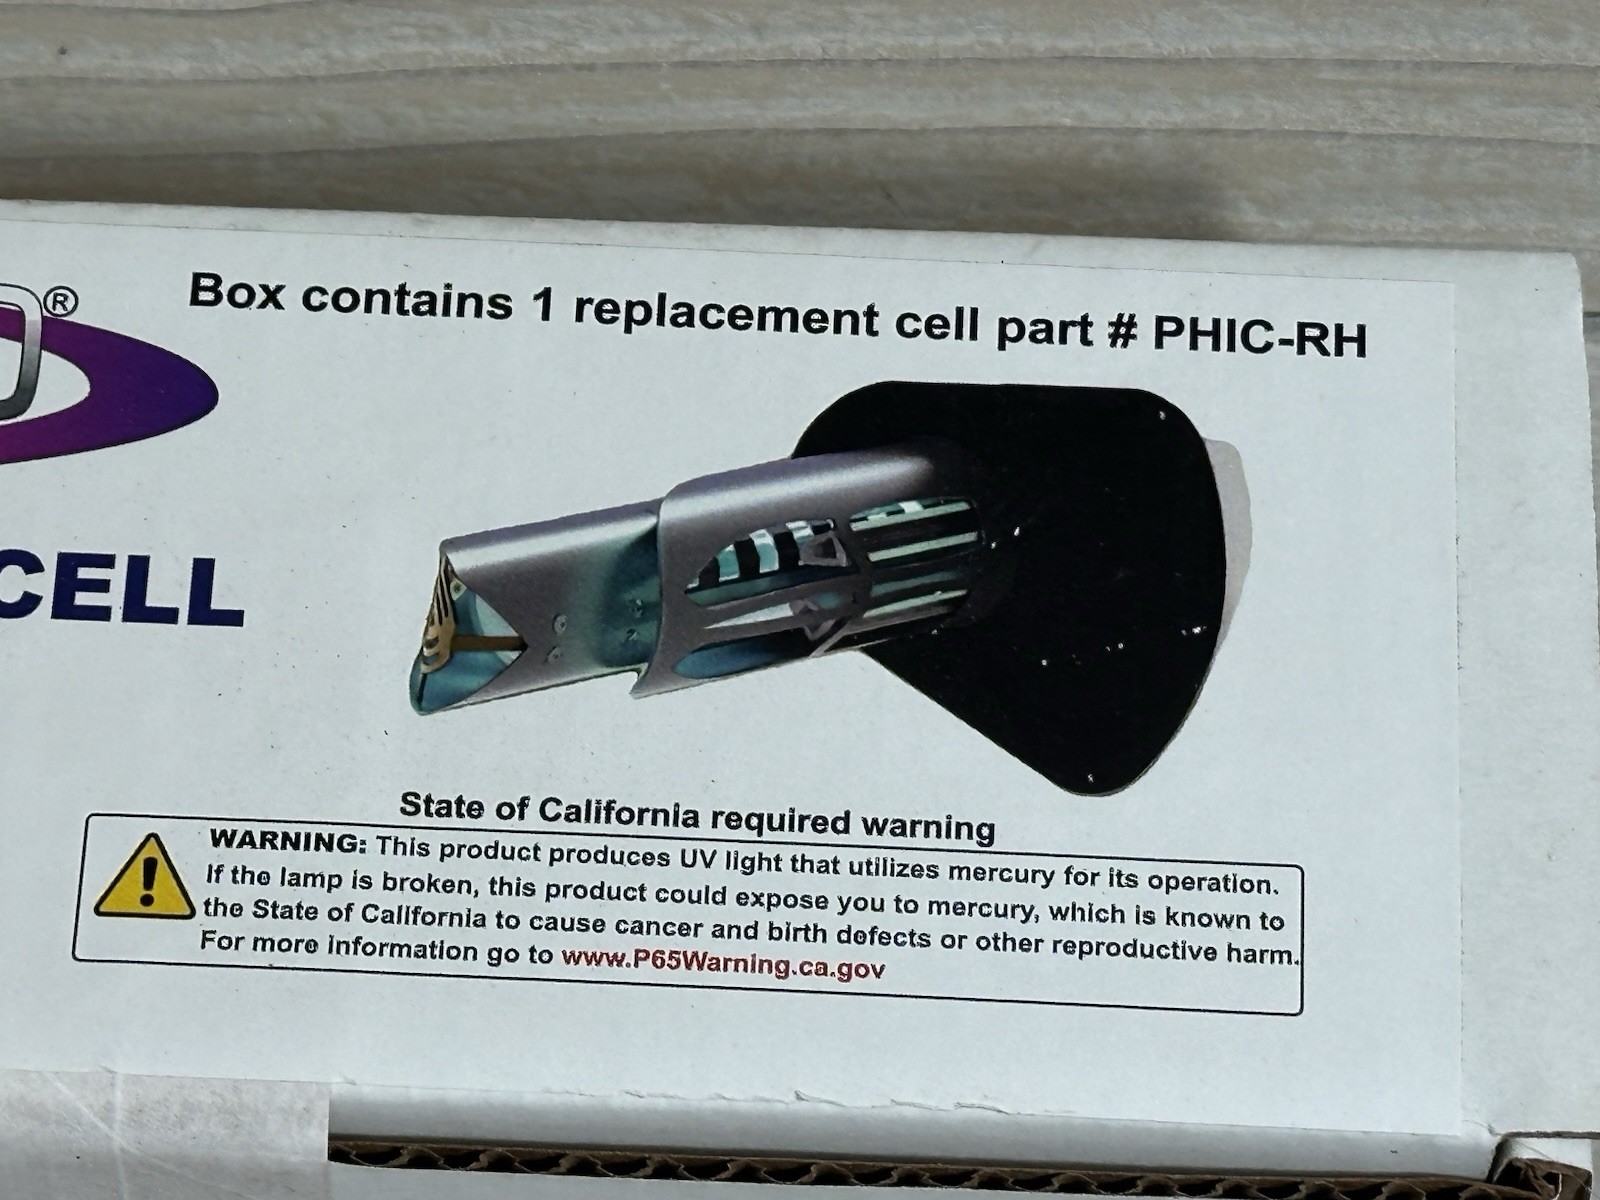 ®
Box contains 1 replacement cell part # PHIC-RH
CELL
State of California required warning
WARNING: This product produces UV light that utilizes mercury for its operation.
If the lamp is broken, this product could expose you to mercury, which is known to
the State of California to cause cancer and birth defects or other reproductive harm.
For more information go to www.P65Warning.ca.gov